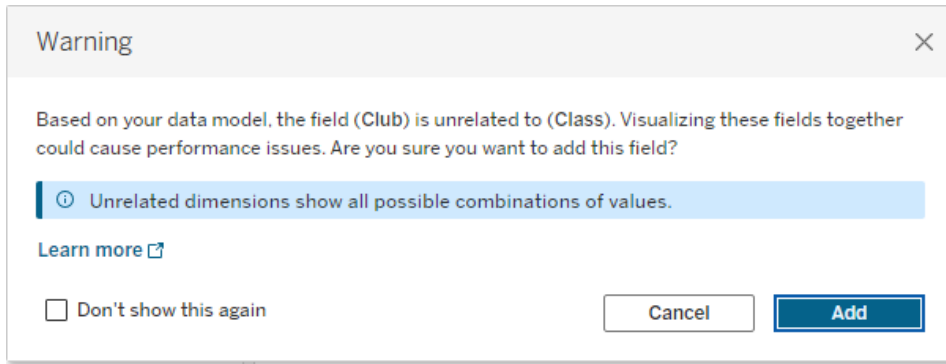 Warning
Based on your data model, the field (Club) is unrelated to (Class). Visualizing these fields together
could cause performance issues. Are you sure you want to add this field?
Unrelated dimensions show all possible combinations of values.
Learn more
Don't show this again
Cancel
Add